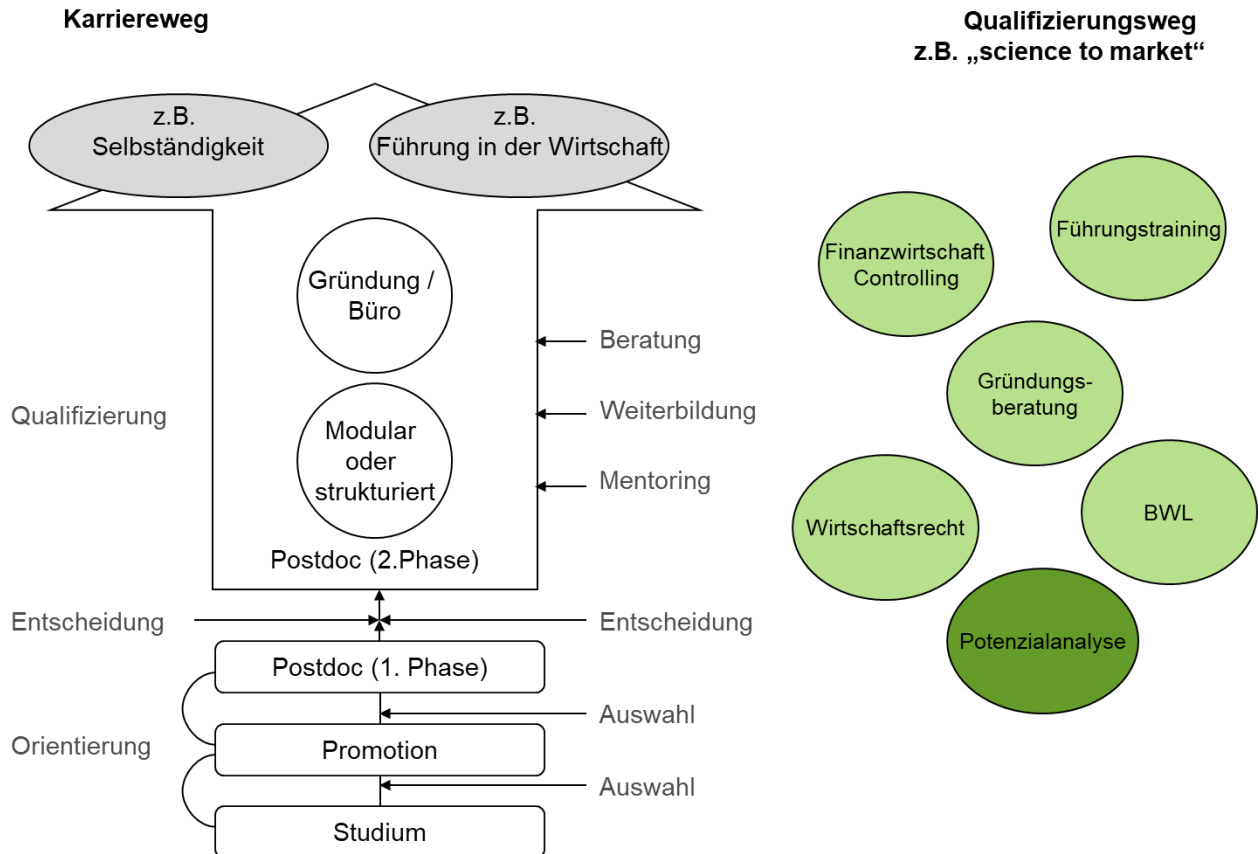 Karriereweg
Qualifizierungsweg
z.B. „science to market“
z.B.
Selbständigkeit
z.B.
Führung in der Wirtschaft
Gründung /
Büro
Modular
oder
strukturiert
Postdoc (2.Phase)
Qualifizierung
Beratung
Weiterbildung
Mentoring
Entscheidung
Entscheidung
Postdoc (1. Phase)
Auswahl
Orientierung
Promotion
Auswahl
Studium
Führungstraining
Finanzwirtschaft
Controlling
Gründungs-
beratung
Wirtschaftsrecht
BWL
Potenzialanalyse